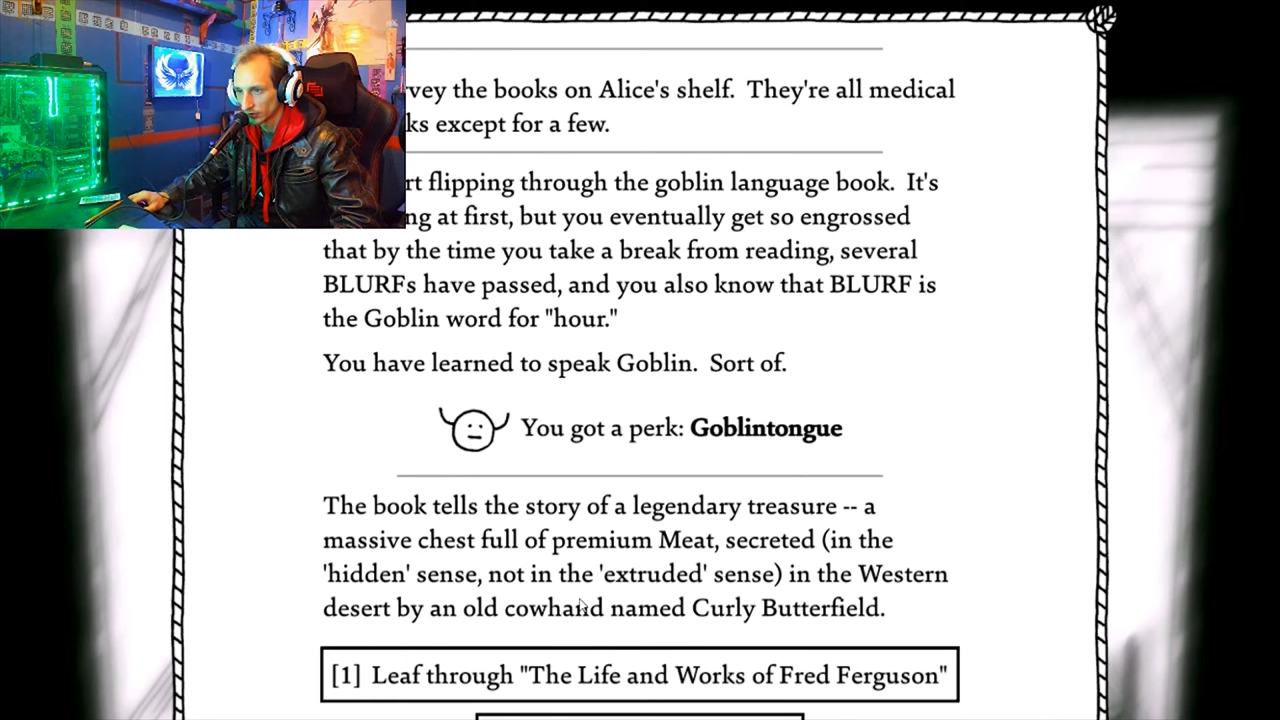 vey the books on Alice's shelf. They're all medical
ks except for a few.
rt flipping through the goblin language book. It's
ng at first, but you eventually get so engrossed
that by the time you take a break from reading, several
BLURFs have passed, and you also know that BLURF is
the Goblin word for "hour."
You have learned to speak Goblin. Sort of.
You got a perk: Goblintongue
The book tells the story of a legendary treasure -- a
massive chest full of premium Meat, secreted (in the
'hidden' sense, not in the 'extruded' sense) in the Western
desert by an old cowhand named Curly Butterfield.
[1] Leaf through "The Life and Works of Fred Ferguson"